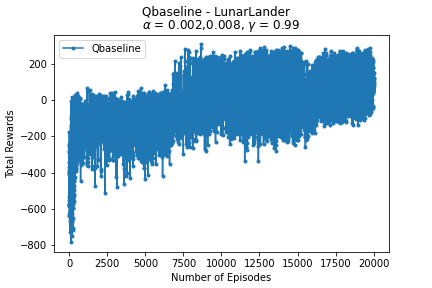 Qbaseline - LunarLander
α = 0.002,0.008, γ = 0.99
Qbaseline
Total Rewards
200
0
−200
−400
−600
−800
0 2500 5000 7500 10000 12500 15000 17500 20000
Number of Episodes